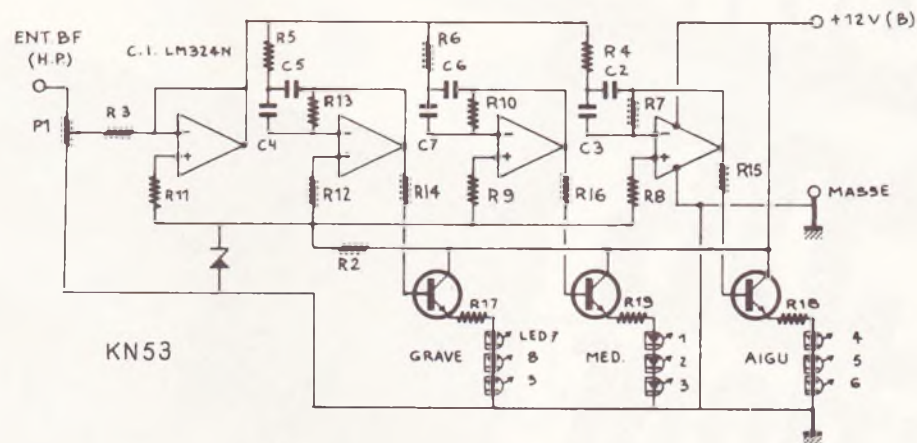 ENT. BF
(H.P.)
C.I. LM324N
+12V (B)
R5
R6
R4
C5
C6
C2
P1
R3
R13
R10
R7
C4
C7
C3
R15
R11
R12
R14
R9
R16
R8
MASSE
R2
R17
R19
R18
KN53
GRAVE
LED 7
8
9
MED.
1
2
3
AIGU
4
5
6